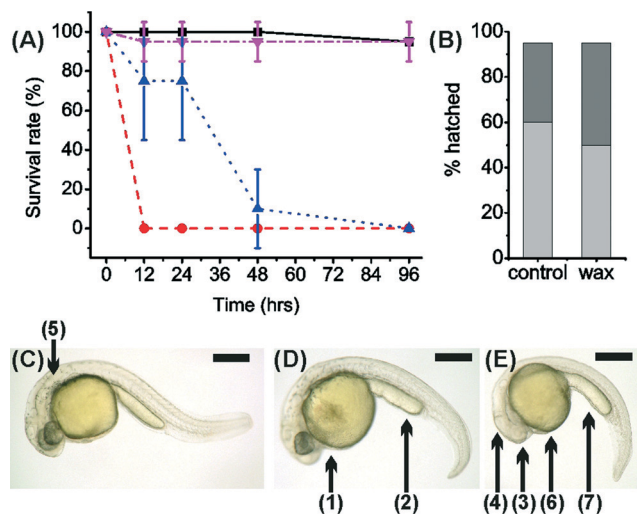 (A)
Survival rate (%)
100
80
60
40
20
0
0 12 24 36 48 60 72 84 96
Time (hrs)
(B)
% hatched
100
80
60
40
20
0
control wax
(5)
(C)
(D)
(E)
(1) (2) (4) (3) (6) (7)